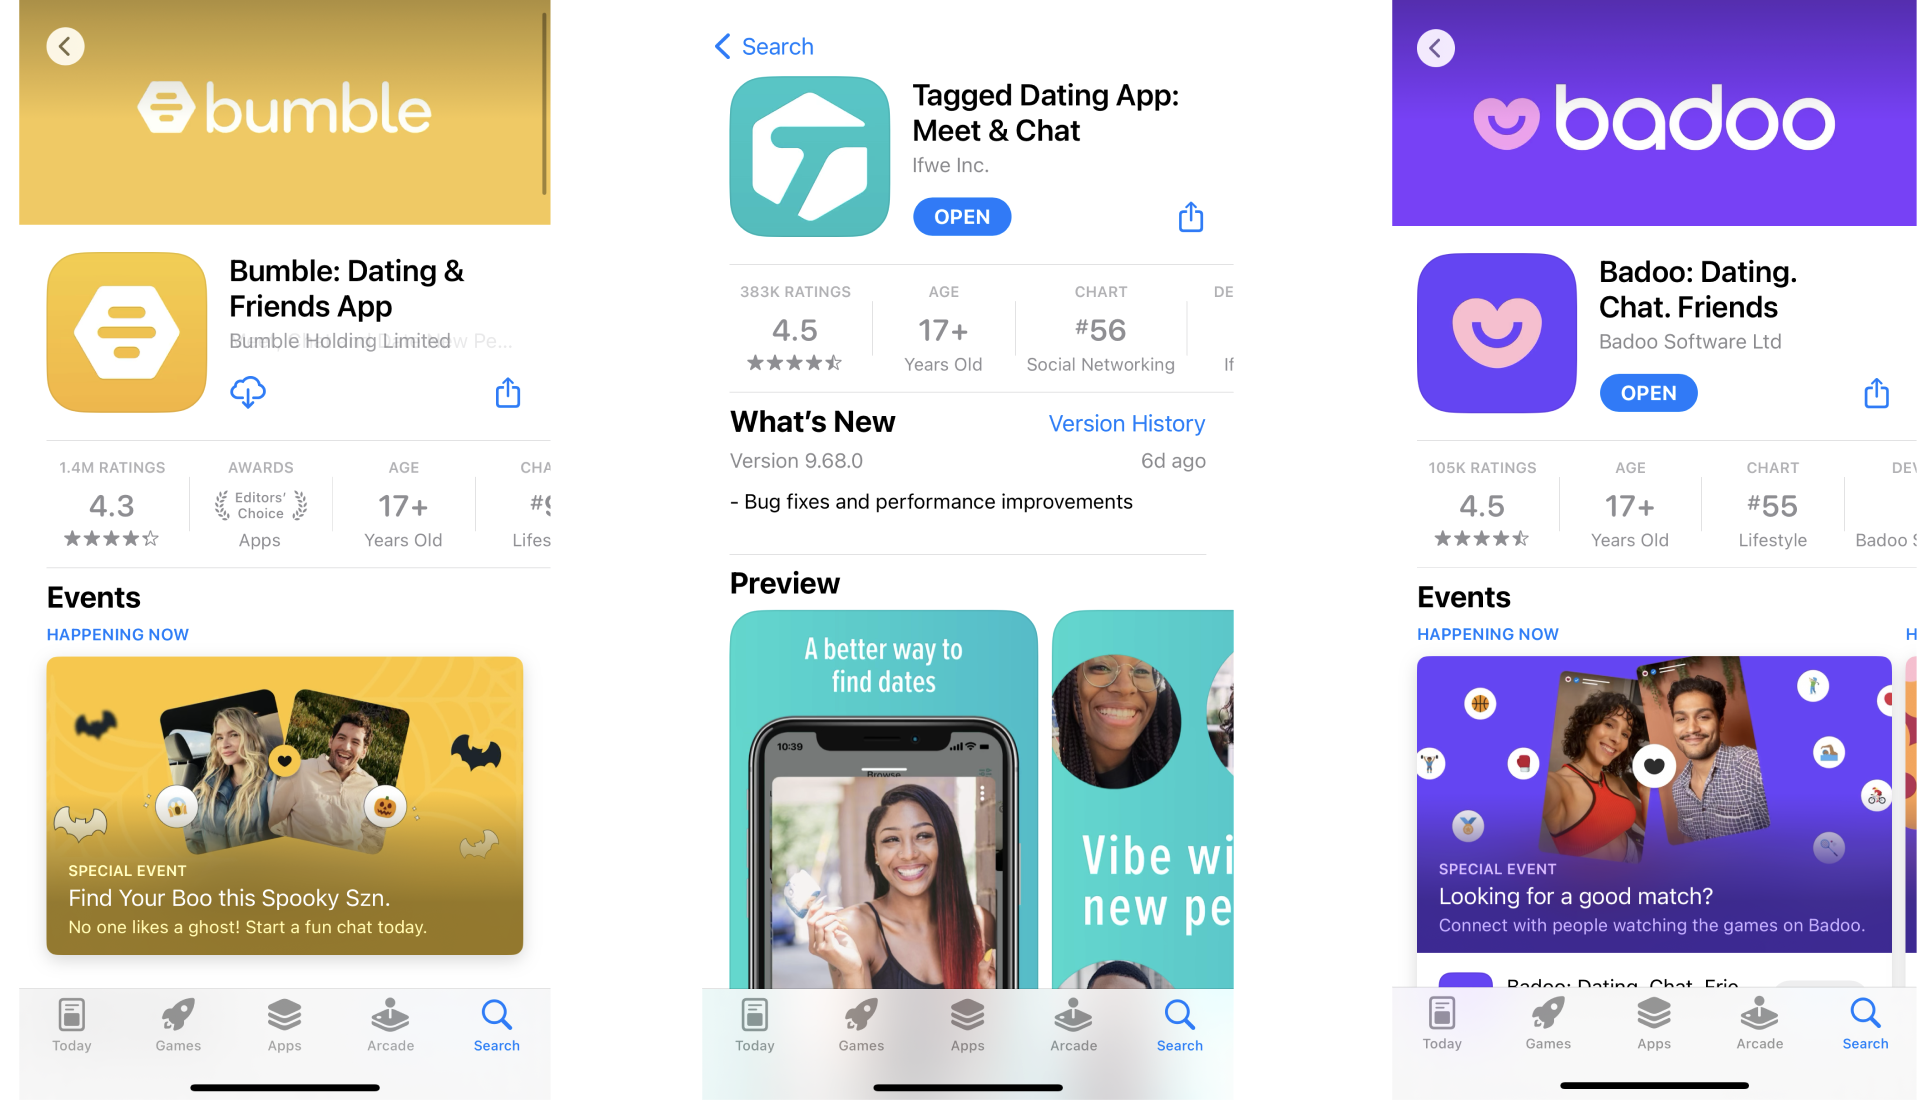 bumble
Bumble: Dating &
Friends App
Bumble Holding Limited
1.4M RATINGS
4.3
AWARDS
Editors'
Choice
Apps
AGE
17+
Years Old
CHA
#9
Lifes
Events
HAPPENING NOW
SPECIAL EVENT
Find Your Boo this Spooky Szn.
No one likes a ghost! Start a fun chat today.
Today
Games
Apps
Arcade
Search
Search
Tagged Dating App:
Meet & Chat
Ifwe Inc.
OPEN
383K RATINGS
4.5
AGE
17+
Years Old
CHART
#56
Social Networking
DE
If
What's New
Version History
Version 9.68.0
6d ago
- Bug fixes and performance improvements
Preview
A better way to
find dates
10:39
Browse
Vibe wi
new pe
Today
Games
Apps
Arcade
Search
badoo
Badoo: Dating.
Chat. Friends
Badoo Software Ltd
OPEN
105K RATINGS
4.5
AGE
17+
Years Old
CHART
#55
Lifestyle
DEV
Badoo S
Events
HAPPENING NOW
H
SPECIAL EVENT
Looking for a good match?
Connect with people watching the games on Badoo.
Badoo: Dating. Chat. Frie
Today
Games
Apps
Arcade
Search